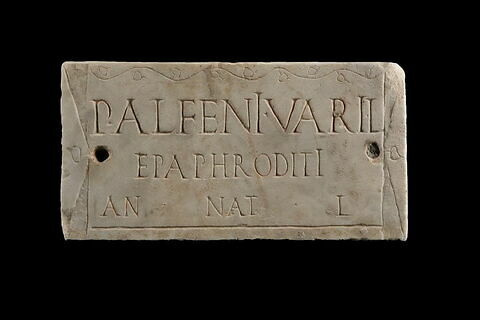 P·ALFENI·VARI L
EPAPHRODITI
AN NAT L